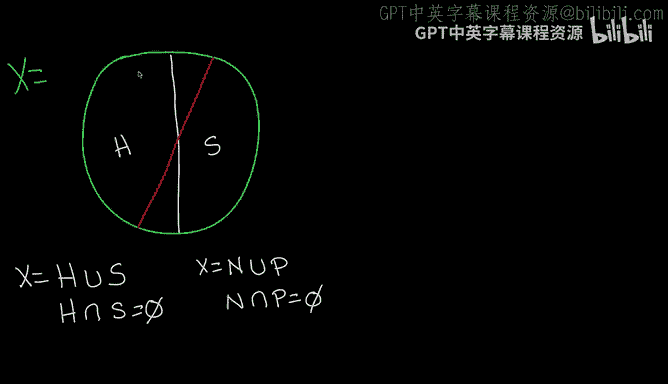 GPT中英字幕课程资源@bilibili
GPT中英字幕课程资源 bilibili
X=
H S
X=H∪S X=N∪P
H∩S=∅ N∩P=∅